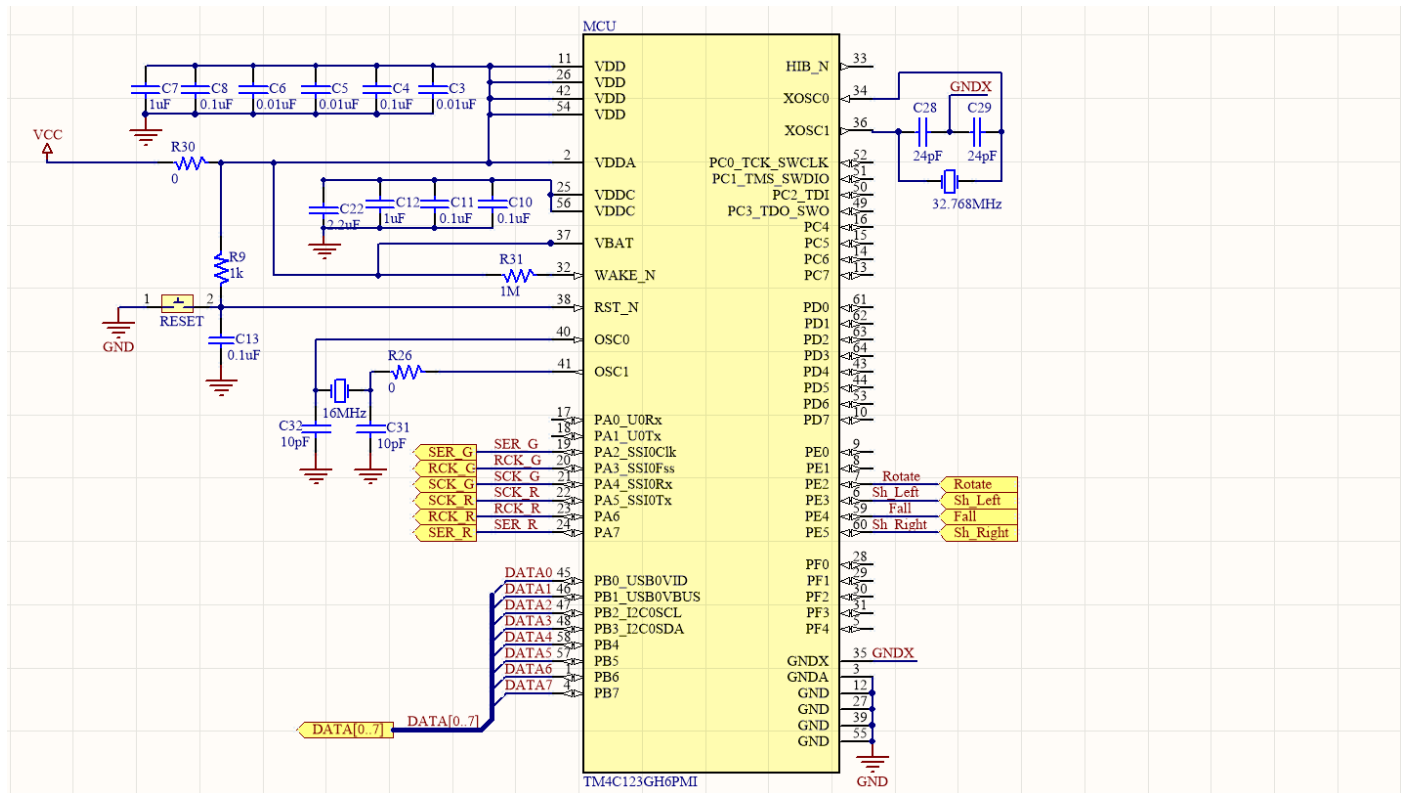 MCU
VCC
C7
1uF
C8
0.1uF
C6
0.01uF
C5
0.01uF
C4
0.1uF
C3
0.01uF
R30
0
C22
2.2uF
C12
1uF
C11
0.1uF
C10
0.1uF
R9
1k
R31
1M
1
2
RESET
GND
C13
0.1uF
R26
0
16MHz
C32
10pF
C31
10pF
11 VDD
26 VDD
42 VDD
54 VDD
2 VDDA
25 VDDC
56 VDDC
37 VBAT
32 WAKE_N
38 RST_N
40 OSC0
41 OSC1
17 PA0_U0Rx
18 PA1_U0Tx
SER_G SER_G 19 PA2_SSI0Clk
RCK_G RCK_G 20 PA3_SSI0Fss
SCK_G SCK_G 21 PA4_SSI0Rx
SCK_R SCK_R 22 PA5_SSI0Tx
RCK_R RCK_R 23 PA6
SER_R SER_R 24 PA7
DATA0 45 PB0_USB0VID
DATA1 46 PB1_USB0VBUS
DATA2 47 PB2_I2C0SCL
DATA3 48 PB3_I2C0SDA
DATA4 58 PB4
DATA5 57 PB5
DATA6 1 PB6
DATA7 4 PB7
DATA[0..7] DATA[0..7]
HIB_N 33
XOSC0 34
XOSC1 36
PC0_TCK_SWCLK 52
PC1_TMS_SWDIO 51
PC2_TDI 50
PC3_TDO_SWO 49
PC4 16
PC5 15
PC6 14
PC7 13
PD0 61
PD1 62
PD2 63
PD3 64
PD4 43
PD5 44
PD6 53
PD7 10
PE0 9
PE1 8
PE2 7 Rotate Rotate
PE3 6 Sh_Left Sh_Left
PE4 59 Fall Fall
PE5 60 Sh_Right Sh_Right
PF0 28
PF1 29
PF2 30
PF3 31
PF4 5
GNDX 35 GNDX
GNDA 3
GND 12
GND 27
GND 39
GND 55
GND
GNDX
C28
24pF
C29
24pF
32.768MHz
TM4C123GH6PMI